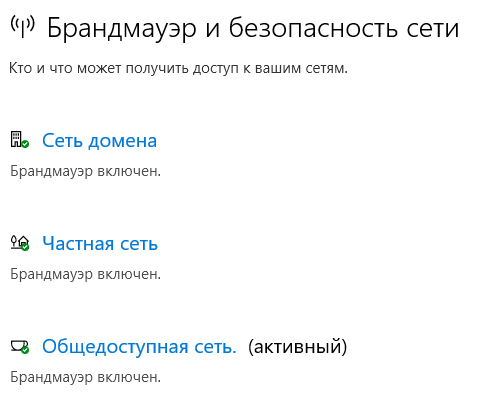 Брандмауэр и безопасность сети
Кто и что может получить доступ к вашим сетям.
Сеть домена
Брандмауэр включен.
Частная сеть
Брандмауэр включен.
Общедоступная сеть. (активный)
Брандмауэр включен.